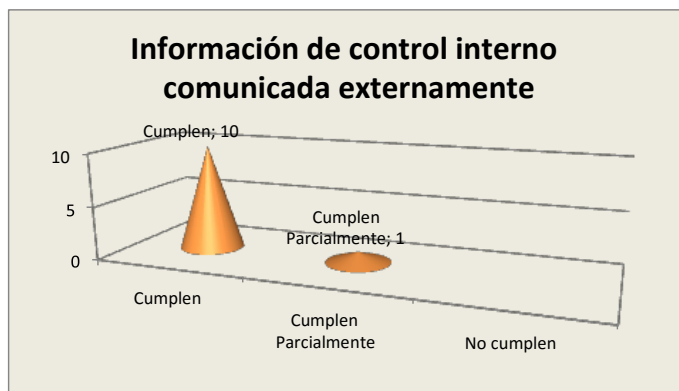 Información de control interno
comunicada externamente
Cumplen; 10
10
Cumplen
Parcialmente; 1
5
0
Cumplen
Cumplen
Parcialmente
No cumplen